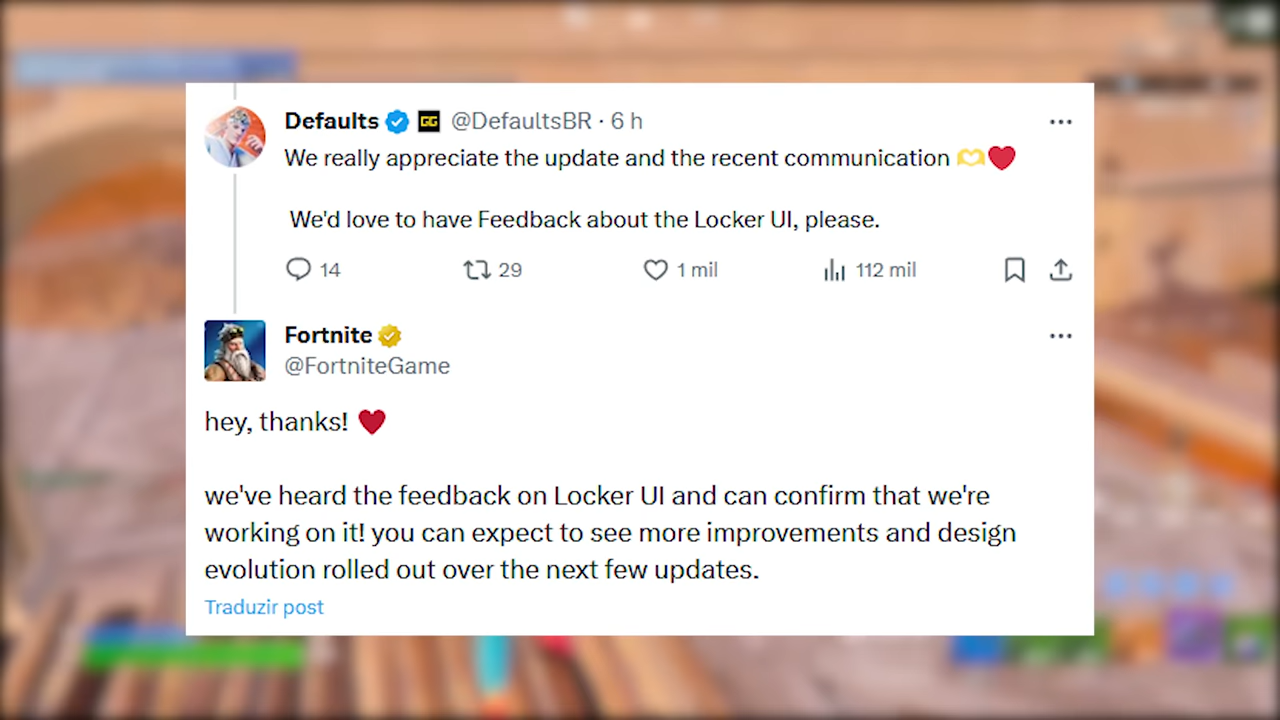 Defaults GG @DefaultsBR · 6 h
We really appreciate the update and the recent communication 🫶❤️
We'd love to have Feedback about the Locker UI, please.
14 29 1 mil 112 mil
Fortnite
@FortniteGame
hey, thanks! ❤️
we've heard the feedback on Locker UI and can confirm that we're
working on it! you can expect to see more improvements and design
evolution rolled out over the next few updates.
Traduzir post